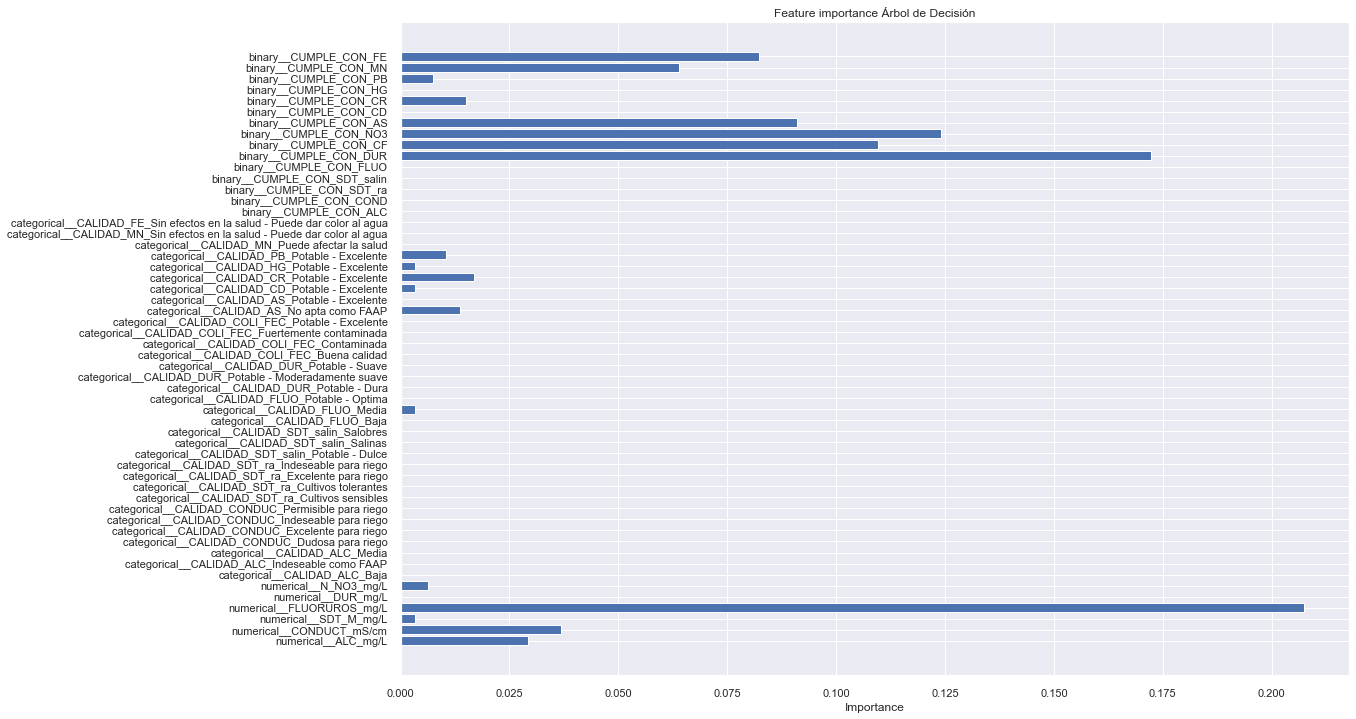 Feature importance Árbol de Decisión
binary__CUMPLE_CON_FE
binary__CUMPLE_CON_MN
binary__CUMPLE_CON_PB
binary__CUMPLE_CON_HG
binary__CUMPLE_CON_CR
binary__CUMPLE_CON_CD
binary__CUMPLE_CON_AS
binary__CUMPLE_CON_NO3
binary__CUMPLE_CON_CF
binary__CUMPLE_CON_DUR
binary__CUMPLE_CON_FLUO
binary__CUMPLE_CON_SDT_salin
binary__CUMPLE_CON_SDT_ra
binary__CUMPLE_CON_COND
binary__CUMPLE_CON_ALC
categorical__CALIDAD_FE_Sin efectos en la salud - Puede dar color al agua
categorical__CALIDAD_MN_Sin efectos en la salud - Puede dar color al agua
categorical__CALIDAD_MN_Puede afectar la salud
categorical__CALIDAD_PB_Potable - Excelente
categorical__CALIDAD_HG_Potable - Excelente
categorical__CALIDAD_CR_Potable - Excelente
categorical__CALIDAD_CD_Potable - Excelente
categorical__CALIDAD_AS_Potable - Excelente
categorical__CALIDAD_AS_No apta como FAAP
categorical__CALIDAD_COLI_FEC_Potable - Excelente
categorical__CALIDAD_COLI_FEC_Fuertemente contaminada
categorical__CALIDAD_COLI_FEC_Contaminada
categorical__CALIDAD_COLI_FEC_Buena calidad
categorical__CALIDAD_DUR_Potable - Suave
categorical__CALIDAD_DUR_Potable - Moderadamente suave
categorical__CALIDAD_DUR_Potable - Dura
categorical__CALIDAD_FLUO_Potable - Optima
categorical__CALIDAD_FLUO_Media
categorical__CALIDAD_FLUO_Baja
categorical__CALIDAD_SDT_salin_Salobres
categorical__CALIDAD_SDT_salin_Salinas
categorical__CALIDAD_SDT_salin_Potable - Dulce
categorical__CALIDAD_SDT_ra_Indeseable para riego
categorical__CALIDAD_SDT_ra_Excelente para riego
categorical__CALIDAD_SDT_ra_Cultivos tolerantes
categorical__CALIDAD_SDT_ra_Cultivos sensibles
categorical__CALIDAD_CONDUC_Permisible para riego
categorical__CALIDAD_CONDUC_Indeseable para riego
categorical__CALIDAD_CONDUC_Excelente para riego
categorical__CALIDAD_CONDUC_Dudosa para riego
categorical__CALIDAD_ALC_Media
categorical__CALIDAD_ALC_Indeseable como FAAP
categorical__CALIDAD_ALC_Baja
numerical__N_NO3_mg/L
numerical__DUR_mg/L
numerical__FLUORUROS_mg/L
numerical__SDT_M_mg/L
numerical__CONDUCT_mS/cm
numerical__ALC_mg/L
0.000 0.025 0.050 0.075 0.100 0.125 0.150 0.175 0.200
Importance